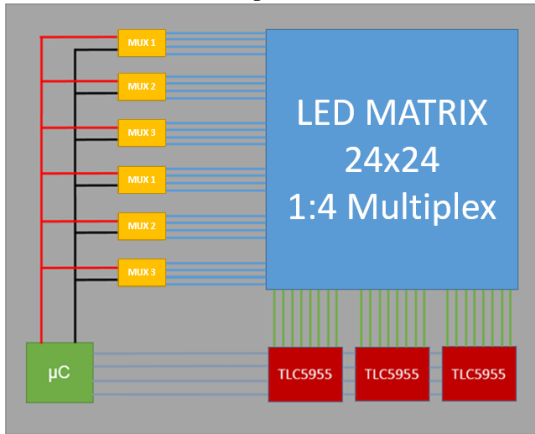 MUX 1
MUX 2
MUX 3
MUX 1
MUX 2
MUX 3
LED MATRIX
24x24
1:4 Multiplex
µC
TLC5955
TLC5955
TLC5955